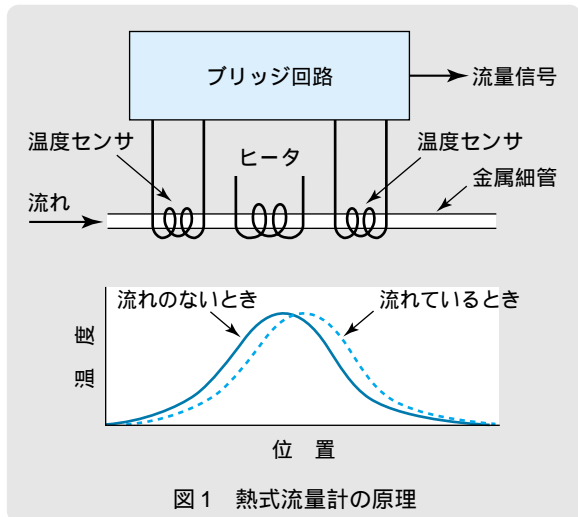 ブリッジ回路
流量信号
温度センサ
ヒータ
温度センサ
金属細管
流れ
流れのないとき
流れているとき
温 度
位 置
図1 熱式流量計の原理